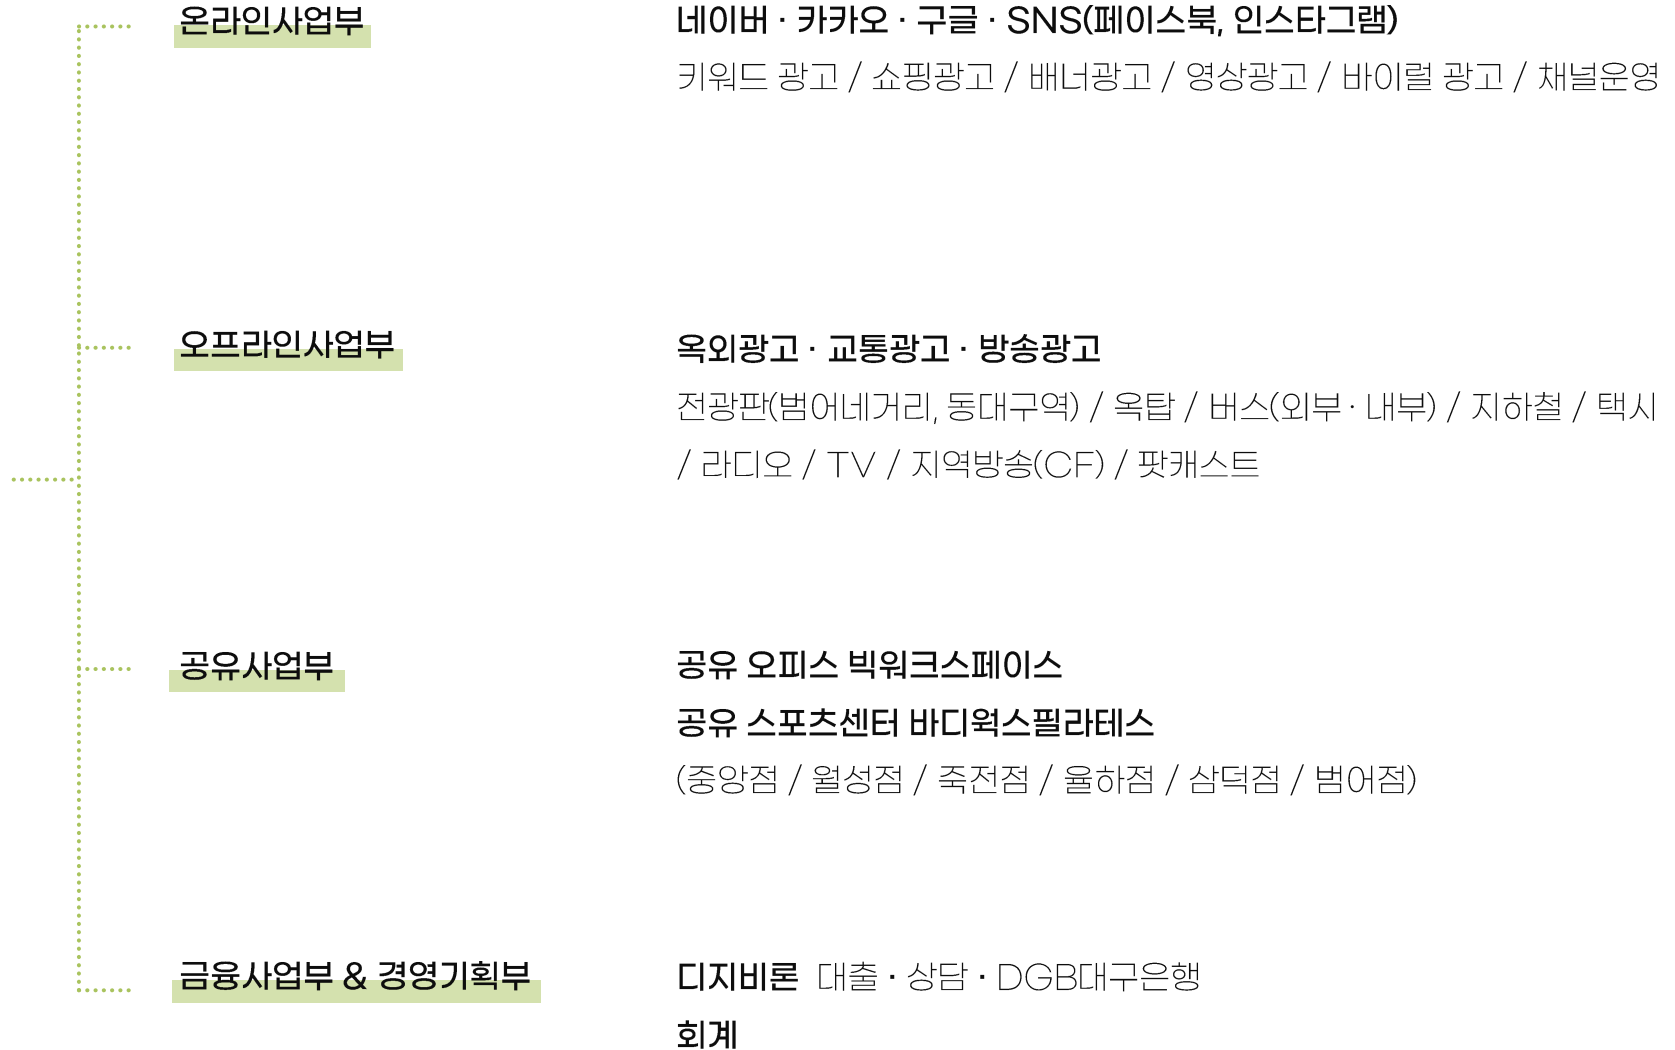 온라인사업부
네이버 · 카카오 · 구글 · SNS(페이스북, 인스타그램)
키워드 광고 / 쇼핑광고 / 배너광고 / 영상광고 / 바이럴 광고 / 채널운영
오프라인사업부
옥외광고 · 교통광고 · 방송광고
전광판(범어네거리, 동대구역) / 옥탑 / 버스(외부 · 내부) / 지하철 / 택시
/ 라디오 / TV / 지역방송(CF) / 팟캐스트
공유사업부
공유 오피스 빅워크스페이스
공유 스포츠센터 바디웍스필라테스
(중앙점 / 월성점 / 죽전점 / 율하점 / 삼덕점 / 범어점)
금융사업부 & 경영기획부
디지비론 대출 · 상담 · DGB대구은행
회계